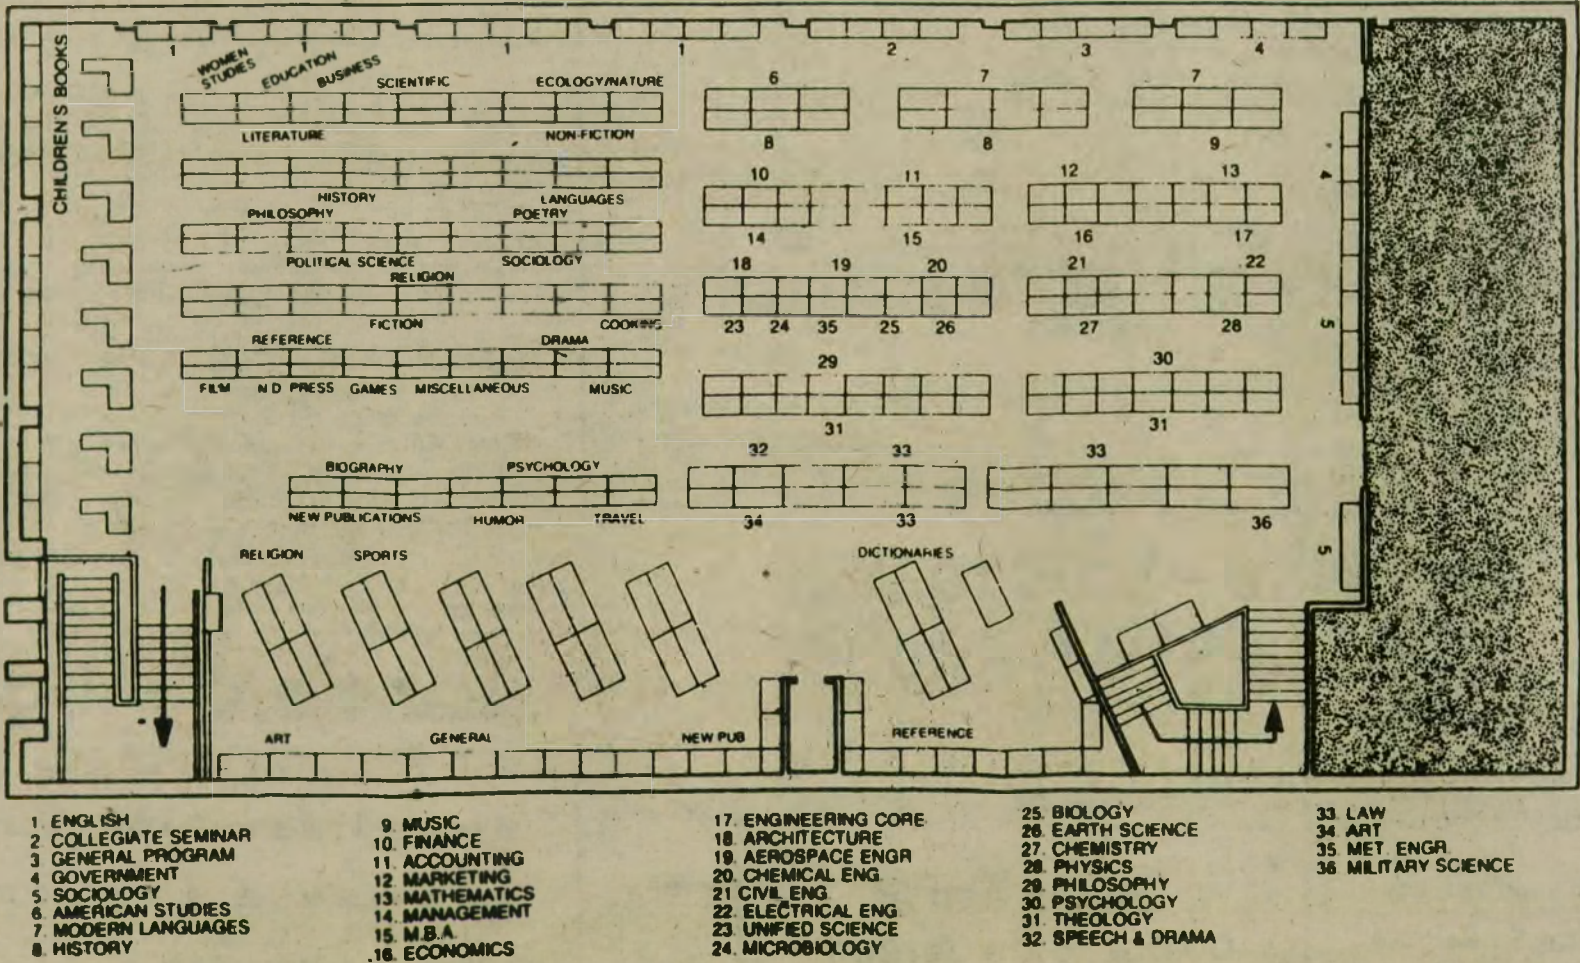 1 1 1 1 2 3 4
CHILDREN'S BOOKS
WOMEN
STUDIES
EDUCATION
BUSINESS
SCIENTIFIC
ECOLOGY/NATURE
6 7 7
LITERATURE
NON-FICTION
8 8 9
HISTORY
LANGUAGES
10 11 12 13
4
PHILOSOPHY
POETRY
14 15 16 17
POLITICAL SCIENCE
SOCIOLOGY
RELIGION
18 19 20 21 22
FICTION
COOKING
23 24 35 25 26 27 28
5
REFERENCE
DRAMA
29 30
FILM
N D PRESS
GAMES
MISCELLANEOUS
MUSIC
31 31
32 33 33
BIOGRAPHY
PSYCHOLOGY
NEW PUBLICATIONS
HUMOR
TRAVEL
34 33 36
RELIGION
SPORTS
DICTIONARIES
5
ART
GENERAL
NEW PUB
REFERENCE
1. ENGLISH
2. COLLEGIATE SEMINAR
3. GENERAL PROGRAM
4. GOVERNMENT
5. SOCIOLOGY
6. AMERICAN STUDIES
7. MODERN LANGUAGES
8. HISTORY
9. MUSIC
10. FINANCE
11. ACCOUNTING
12. MARKETING
13. MATHEMATICS
14. MANAGEMENT
15. M.B.A.
16. ECONOMICS
17. ENGINEERING CORE
18. ARCHITECTURE
19. AEROSPACE ENGR
20. CHEMICAL ENG
21 CIVIL ENG
22. ELECTRICAL ENG
23. UNIFIED SCIENCE
24. MICROBIOLOGY
25. BIOLOGY
26. EARTH SCIENCE
27. CHEMISTRY
28. PHYSICS
29. PHILOSOPHY
30. PSYCHOLOGY
31. THEOLOGY
32. SPEECH & DRAMA
33. LAW
34. ART
35. MET. ENGR.
36. MILITARY SCIENCE